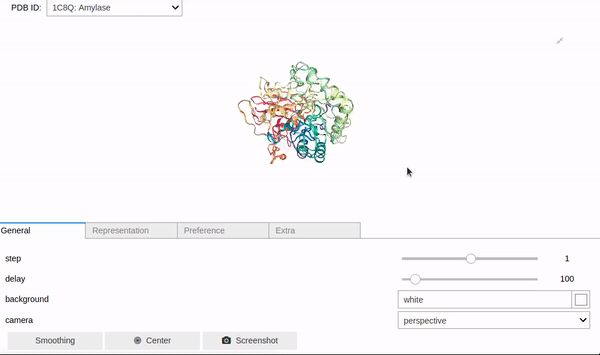 PDB ID: 1C8Q: Amylase
General Representation Preference Extra
step 1
delay 100
background white
camera perspective
Smoothing Center Screenshot